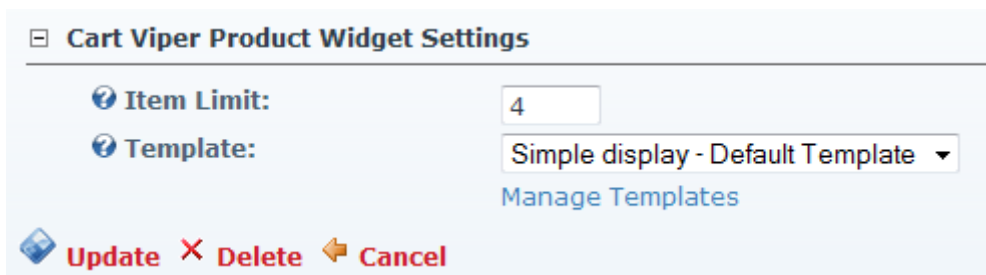 Cart Viper Product Widget Settings
Item Limit: 4
Template: Simple display - Default Template
Manage Templates
Update Delete Cancel